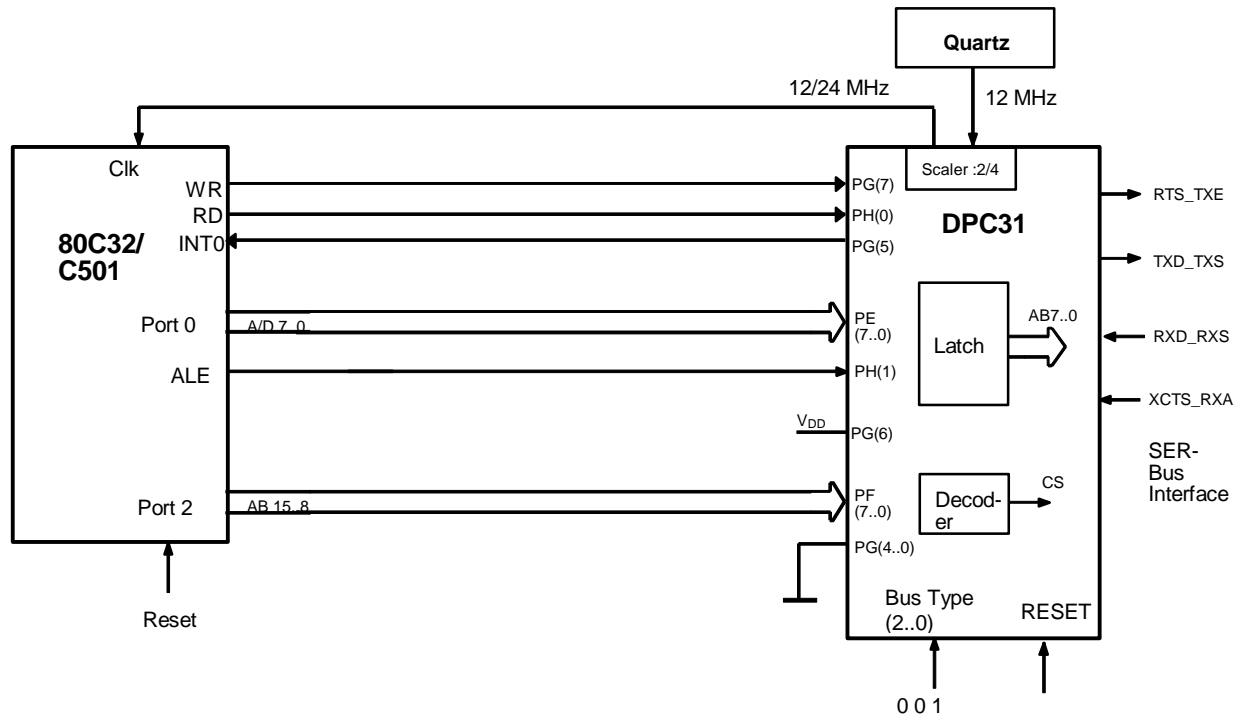 Quartz
12/24 MHz
12 MHz
Clk
Scaler :2/4
WR
PG(7)
RTS_TXE
RD
PH(0)
DPC31
80C32/
C501
INT0
PG(5)
TXD_TXS
Port 0
A/D 7..0
PE
(7..0)
AB7..0
Latch
RXD_RXS
ALE
PH(1)
XCTS_RXA
VDD
PG(6)
SER-
Bus
Interface
Port 2
AB 15..8
PF
(7..0)
Decod-
er
CS
PG(4..0)
Reset
Bus Type
(2..0)
RESET
0 0 1